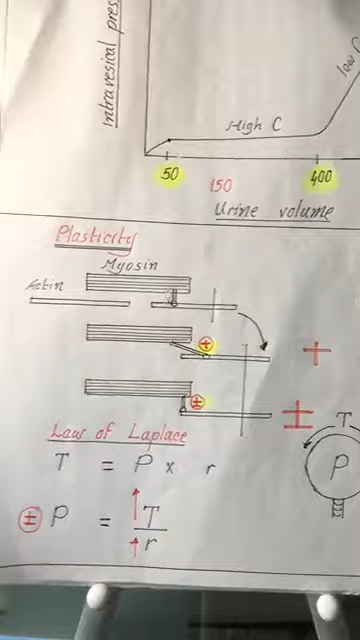 Intravesical pres
low C
High C
50
150
400
Urine volume
Plasticity
Myosin
Actin
+
+
±
±
Law of Laplace
T = P x r
T
P
± P = T
r